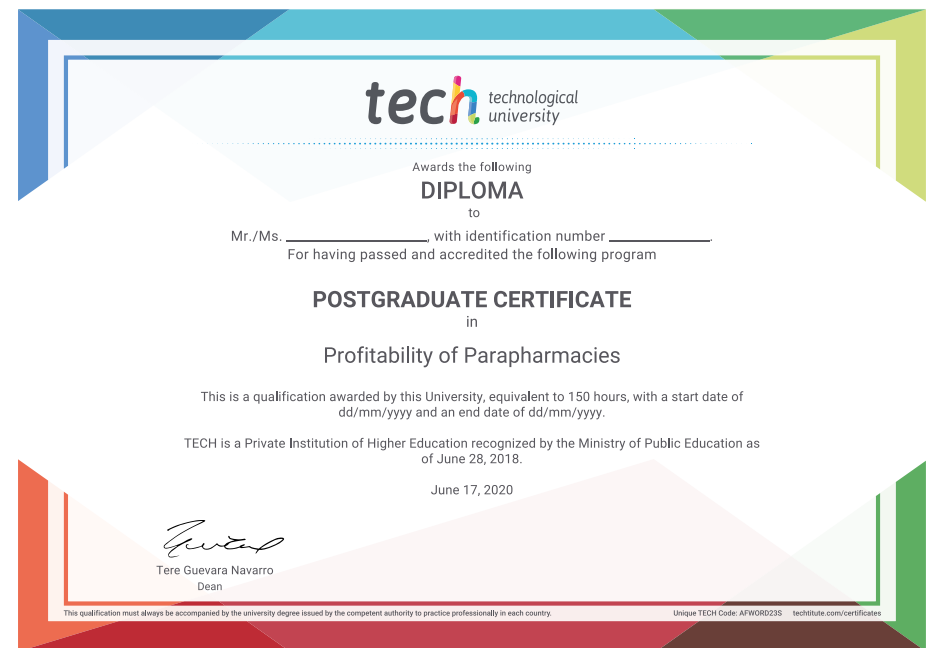 tech technological
university
Awards the following
DIPLOMA
to
Mr./Ms. ____________________, with identification number ______________.
For having passed and accredited the following program
POSTGRADUATE CERTIFICATE
in
Profitability of Parapharmacies
This is a qualification awarded by this University, equivalent to 150 hours, with a start date of
dd/mm/yyyy and an end date of dd/mm/yyyy.
TECH is a Private Institution of Higher Education recognized by the Ministry of Public Education as
of June 28, 2018.
June 17, 2020
Tere Guevara Navarro
Dean
This qualification must always be accompanied by the university degree issued by the competent authority to practice professionally in each country. Unique TECH Code: AFWORD23S techtitute.com/certificates